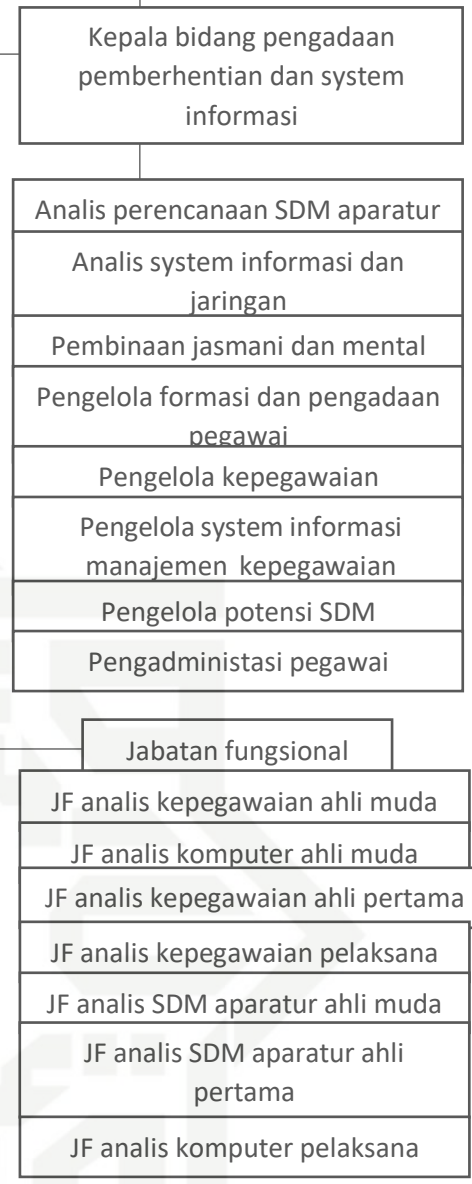 Kepala bidang pengadaan
pemberhentian dan system
informasi
Analis perencanaan SDM aparatur
Analis system informasi dan
jaringan
Pembinaan jasmani dan mental
Pengelola formasi dan pengadaan
pegawai
Pengelola kepegawaian
Pengelola system informasi
manajemen kepegawaian
Pengelola potensi SDM
Pengadministasi pegawai
Jabatan fungsional
JF analis kepegawaian ahli muda
JF analis komputer ahli muda
JF analis kepegawaian ahli pertama
JF analis kepegawaian pelaksana
JF analis SDM aparatur ahli muda
JF analis SDM aparatur ahli
pertama
JF analis komputer pelaksana